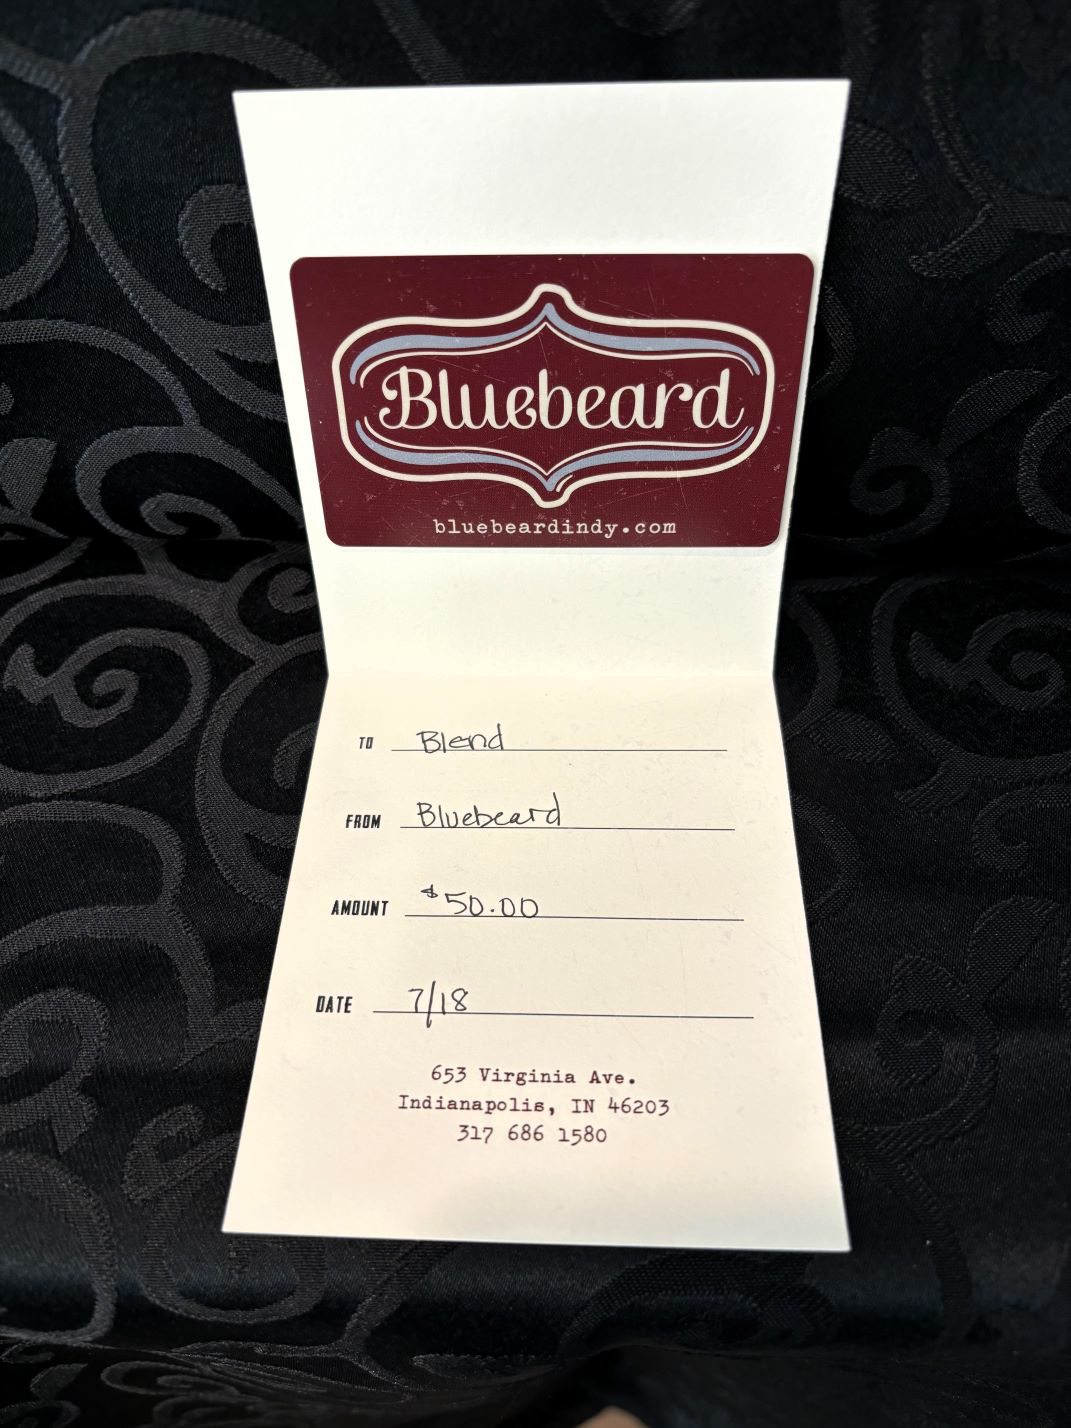 Bluebeard
bluebeardindy.com
TO Blend
FROM Bluebeard
AMOUNT $50.00
DATE 7/18
653 Virginia Ave.
Indianapolis, IN 46203
317 686 1580